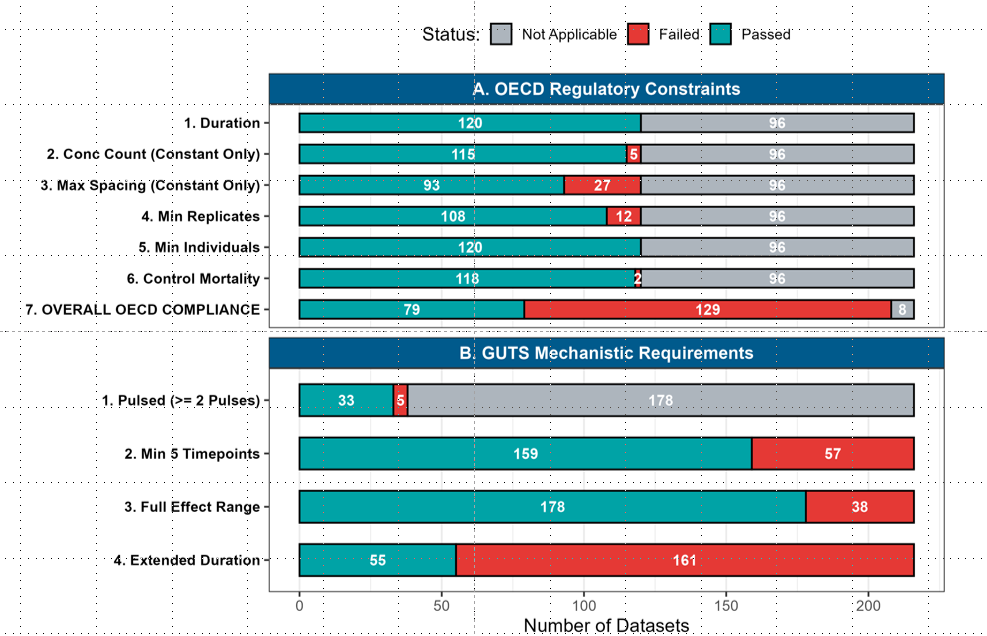 Status: Not Applicable Failed Passed
A. OECD Regulatory Constraints
1. Duration 120 96
2. Conc Count (Constant Only) 115 5 96
3. Max Spacing (Constant Only) 93 27 96
4. Min Replicates 108 12 96
5. Min Individuals 120 96
6. Control Mortality 118 2 96
7. OVERALL OECD COMPLIANCE 79 129 8
B. GUTS Mechanistic Requirements
1. Pulsed (>= 2 Pulses) 33 5 178
2. Min 5 Timepoints 159 57
3. Full Effect Range 178 38
4. Extended Duration 55 161
0 50 100 150 200
Number of Datasets